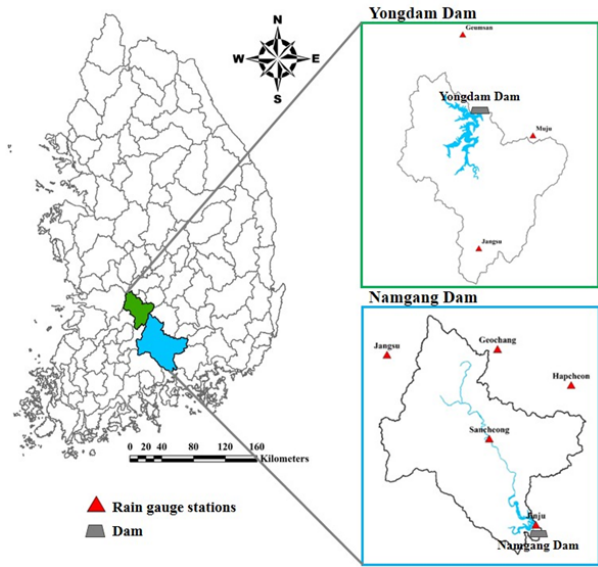 Yongdam Dam
Geumsan
Yongdam Dam
Muju
Jangsu
N
W E
S
Namgang Dam
Jangsu
Geochang
Hapcheon
Sancheong
Jinju
Namgang Dam
0 20 40 80 120 160
Kilometers
Rain gauge stations
Dam